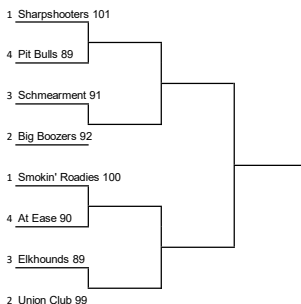 1 Sharpshooters 101
4 Pit Bulls 89
3 Schmearment 91
2 Big Boozers 92
1 Smokin' Roadies 100
4 At Ease 90
3 Elkhounds 89
2 Union Club 99